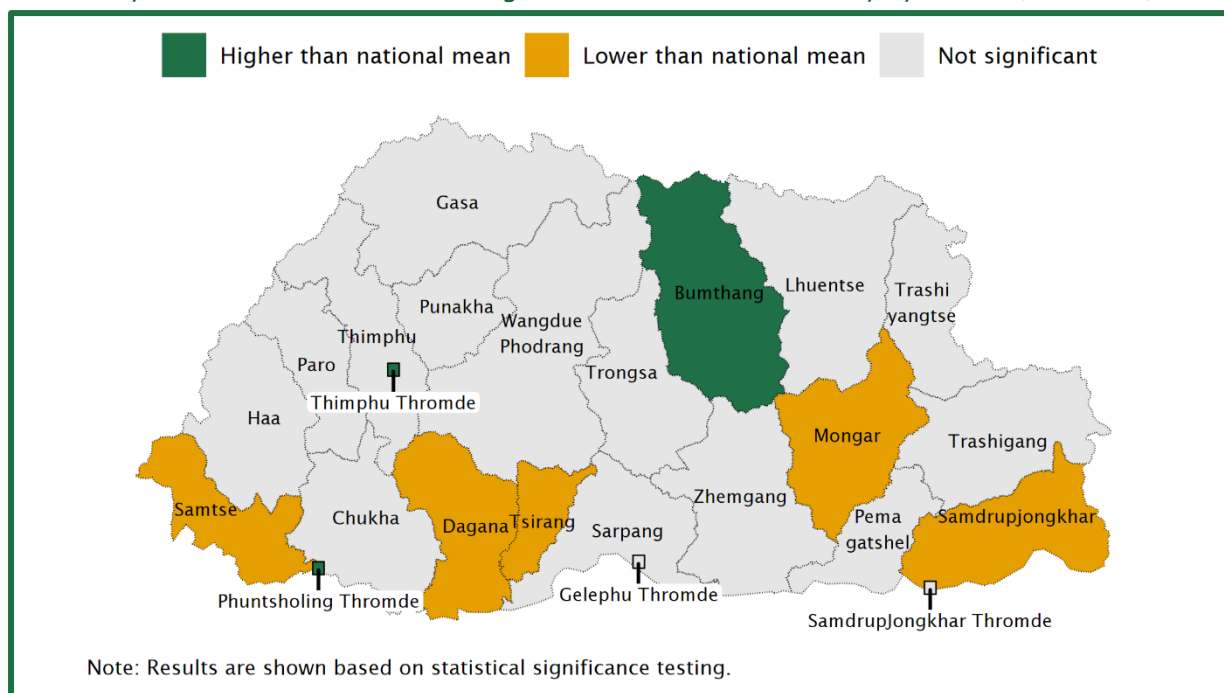 Higher than national mean
Lower than national mean
Not significant
Gasa
Bumthang
Lhuentse
Trashi
yangtse
Punakha
Wangdue
Phodrang
Thimphu
Paro
Trongsa
Thimphu Thromde
Haa
Mongar
Trashigang
Samtse
Chukha
Dagana
Tsirang
Sarpang
Zhemgang
Pema
gatshel
Samdrupjongkhar
Phuntsholing Thromde
Gelephu Thromde
SamdrupJongkhar Thromde
Note: Results are shown based on statistical significance testing.